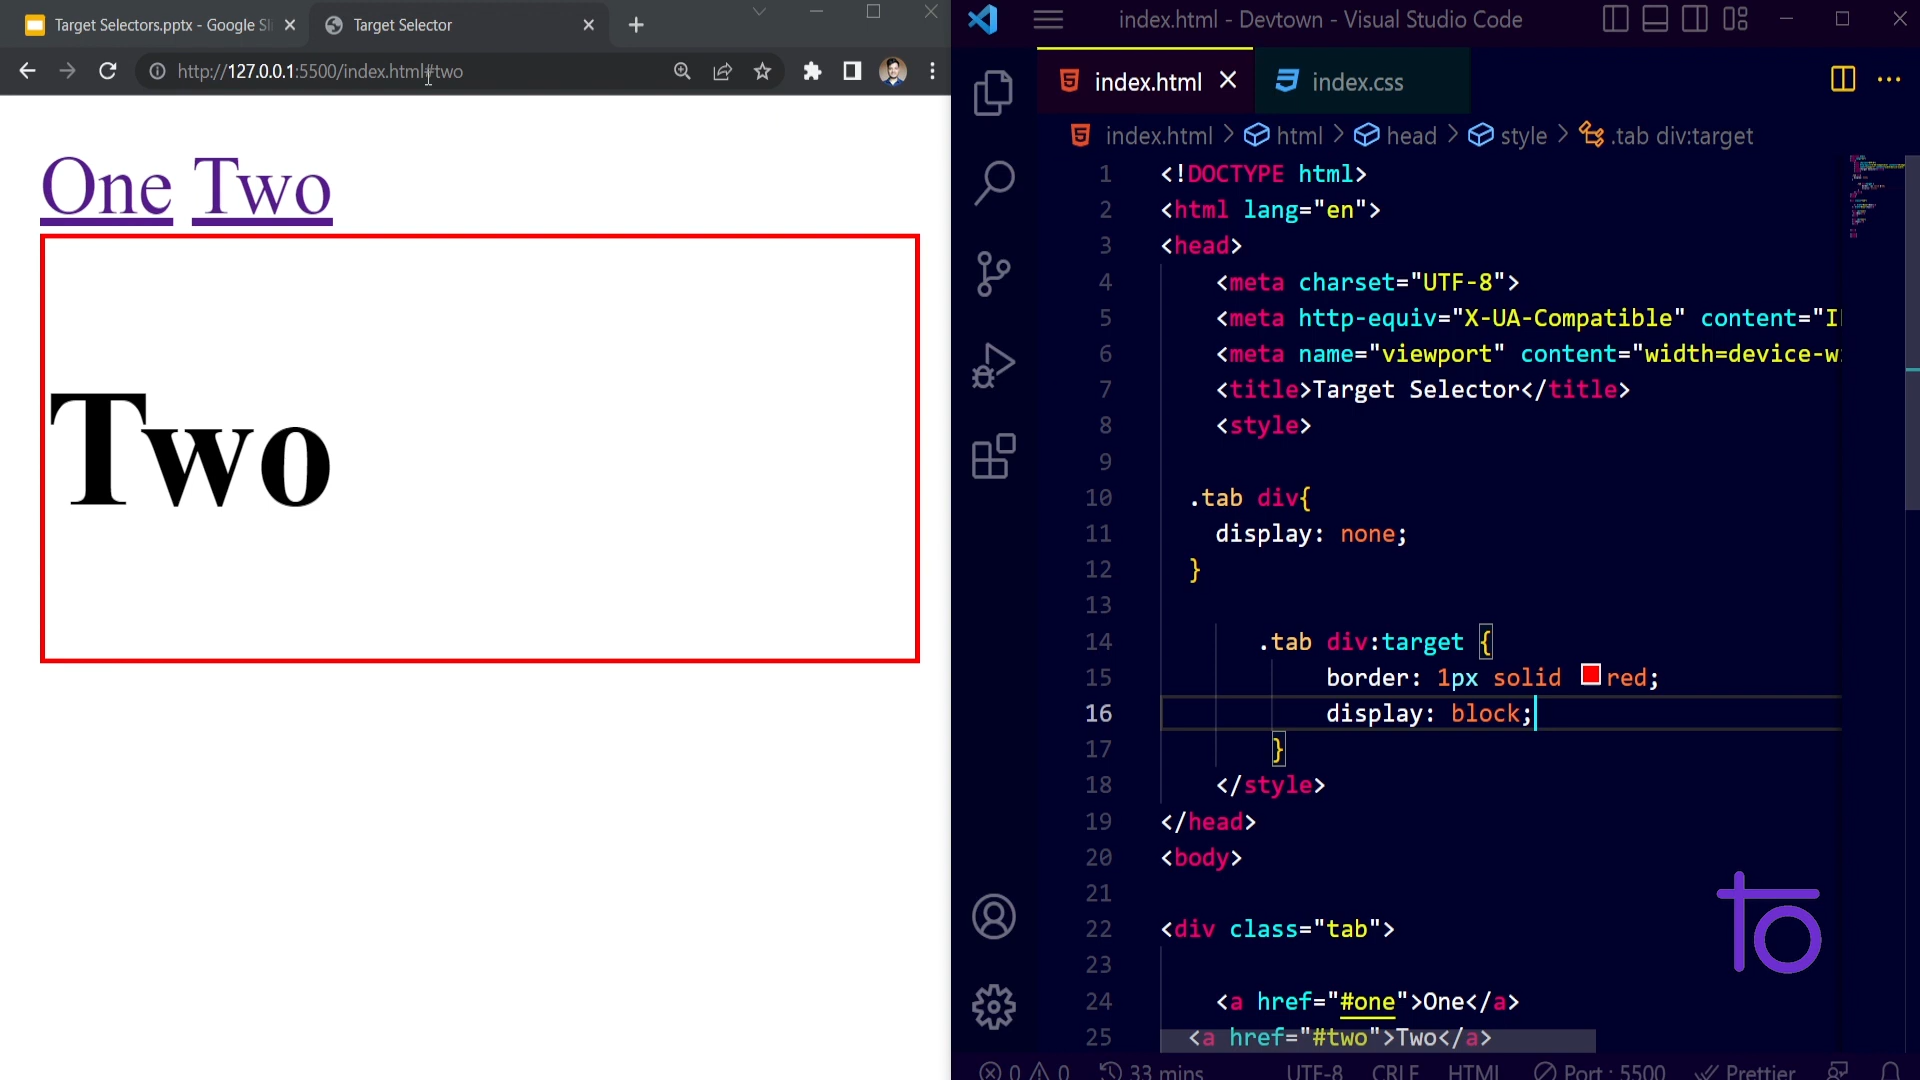 Target Selectors.pptx - Google Sli
Target Selector
http://127.0.0.1:5500/index.html#two
One Two
Two
index.html - Devtown - Visual Studio Code
index.html
index.css
index.html > html > head > style > .tab div:target
1 <!DOCTYPE html>
2 <html lang="en">
3 <head>
4 <meta charset="UTF-8">
5 <meta http-equiv="X-UA-Compatible" content="I
6 <meta name="viewport" content="width=device-w
7 <title>Target Selector</title>
8 <style>
9
10 .tab div{
11 display: none;
12 }
13
14 .tab div:target {
15 border: 1px solid red;
16 display: block;
17 }
18 </style>
19 </head>
20 <body>
21
22 <div class="tab">
23
24 <a href="#one">One</a>
25 <a href="#two">Two</a>
0 0 33 mins UTF-8 CRLF HTML Port : 5500 Prettier